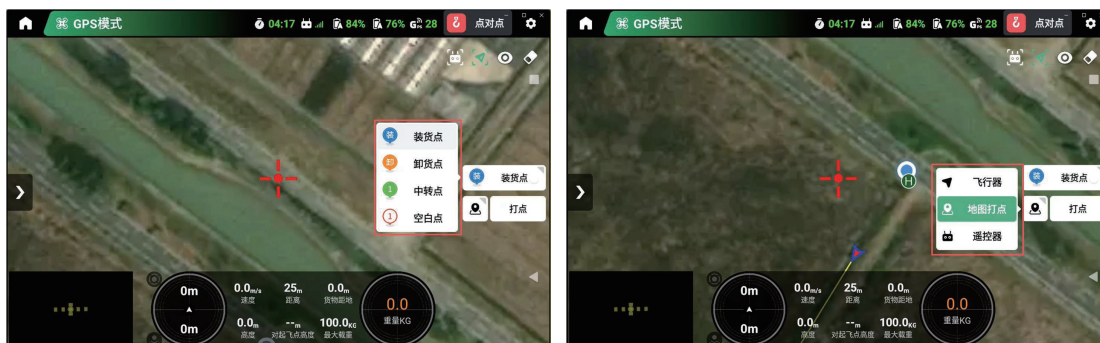 GPS模式 04:17 84% 76% 28 点对点
装 装货点
卸 卸货点
1 中转点
1 空白点
装 装货点
打点
0m
0m
0.0m/s 25m 0.0m
速度 距离 货物距地
0.0m --m 100.0KG
高度 对起飞点高度 最大载重
0.0
重量KG
GPS模式 04:17 84% 76% 28 点对点
H
飞行器
地图打点
遥控器
装 装货点
打点
0m
0m
0.0m/s 25m 0.0m
速度 距离 货物距地
0.0m --m 100.0KG
高度 对起飞点高度 最大载重
0.0
重量KG